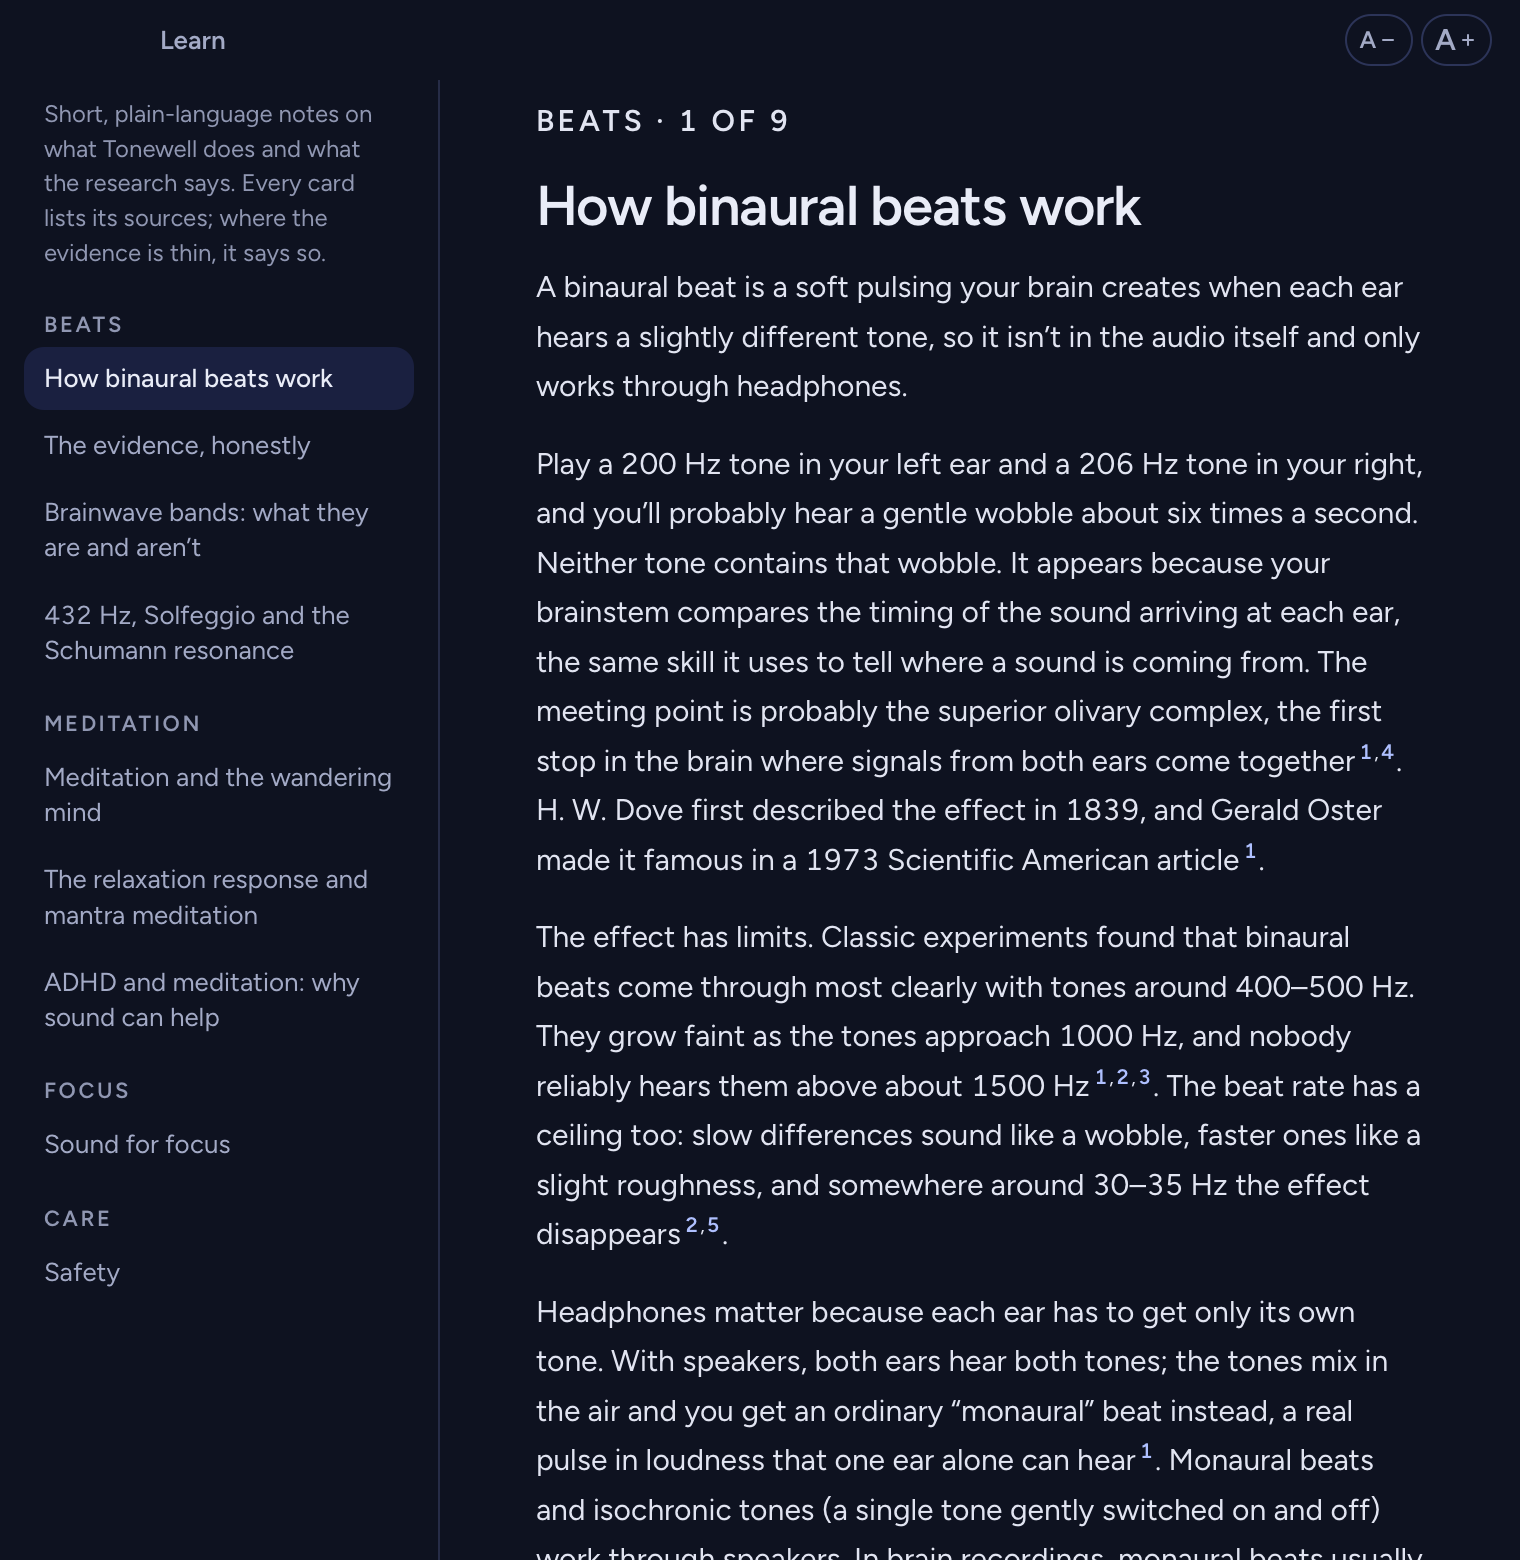 Learn
A −
A +
Short, plain-language notes on
what Tonewell does and what
the research says. Every card
lists its sources; where the
evidence is thin, it says so.
BEATS
How binaural beats work
The evidence, honestly
Brainwave bands: what they
are and aren’t
432 Hz, Solfeggio and the
Schumann resonance
MEDITATION
Meditation and the wandering
mind
The relaxation response and
mantra meditation
ADHD and meditation: why
sound can help
FOCUS
Sound for focus
CARE
Safety
BEATS · 1 OF 9
How binaural beats work
A binaural beat is a soft pulsing your brain creates when each ear
hears a slightly different tone, so it isn’t in the audio itself and only
works through headphones.
Play a 200 Hz tone in your left ear and a 206 Hz tone in your right,
and you’ll probably hear a gentle wobble about six times a second.
Neither tone contains that wobble. It appears because your
brainstem compares the timing of the sound arriving at each ear,
the same skill it uses to tell where a sound is coming from. The
meeting point is probably the superior olivary complex, the first
stop in the brain where signals from both ears come together 1,4.
H. W. Dove first described the effect in 1839, and Gerald Oster
made it famous in a 1973 Scientific American article 1.
The effect has limits. Classic experiments found that binaural
beats come through most clearly with tones around 400–500 Hz.
They grow faint as the tones approach 1000 Hz, and nobody
reliably hears them above about 1500 Hz 1,2,3. The beat rate has a
ceiling too: slow differences sound like a wobble, faster ones like a
slight roughness, and somewhere around 30–35 Hz the effect
disappears 2,5.
Headphones matter because each ear has to get only its own
tone. With speakers, both ears hear both tones; the tones mix in
the air and you get an ordinary “monaural” beat instead, a real
pulse in loudness that one ear alone can hear 1. Monaural beats
and isochronic tones (a single tone gently switched on and off)
work through speakers. In brain recordings, monaural beats usually